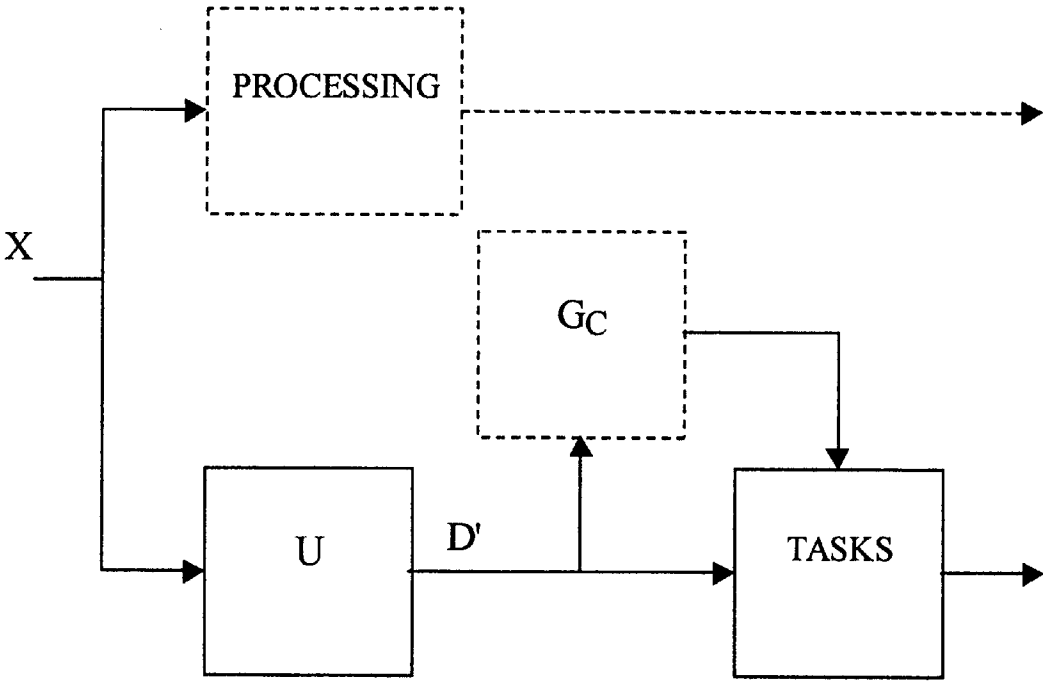 PROCESSING
X
GC
U
D'
TASKS